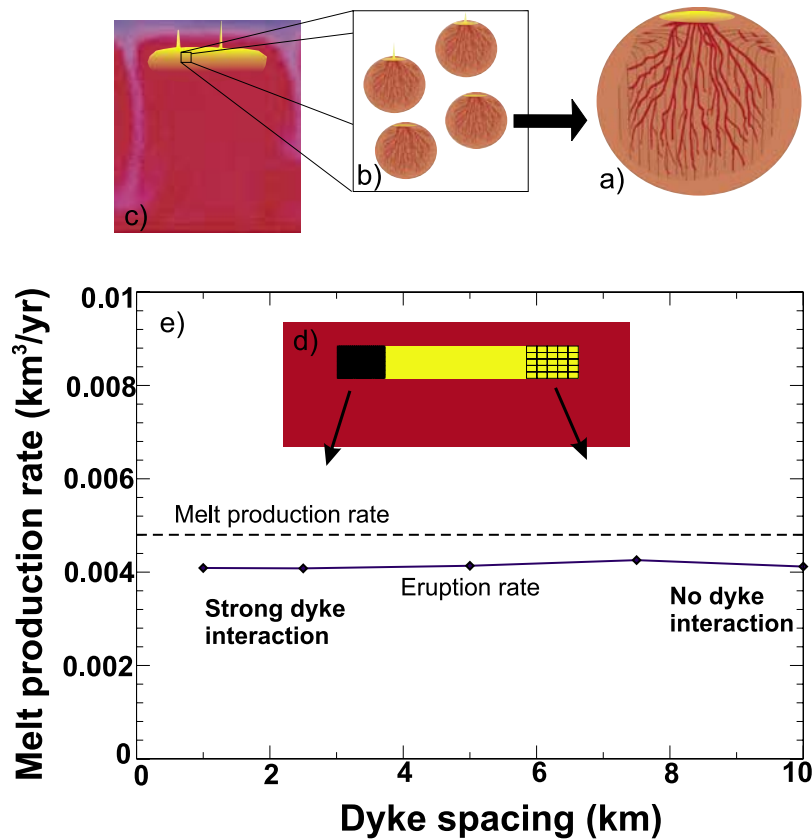 c)
b)
a)
Melt production rate (km³/yr)
0.01
0.008
0.006
0.004
0.002
0
e)
d)
Melt production rate
Eruption rate
Strong dyke
interaction
No dyke
interaction
0
2
4
6
8
10
Dyke spacing (km)